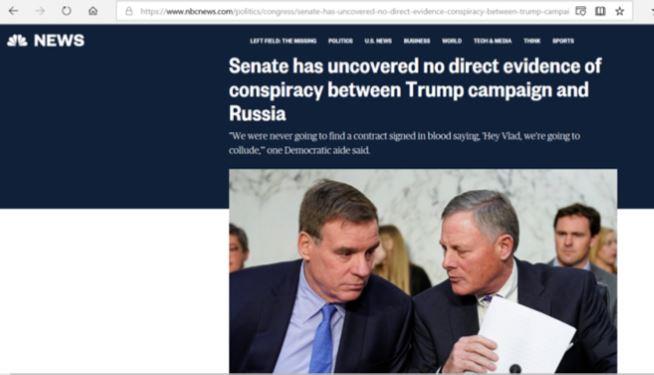 https://www.nbcnews.com/politics/congress/senate-has-uncovered-no-direct-evidence-conspiracy-between-trump-campai
NEWS
LEFT FIELD: THE MISSING POLITICS U.S. NEWS BUSINESS WORLD TECH & MEDIA THINK SPORTS
Senate has uncovered no direct evidence of
conspiracy between Trump campaign and
Russia
"We were never going to find a contract signed in blood saying, 'Hey Vlad, we're going to
collude,'" one Democratic aide said.